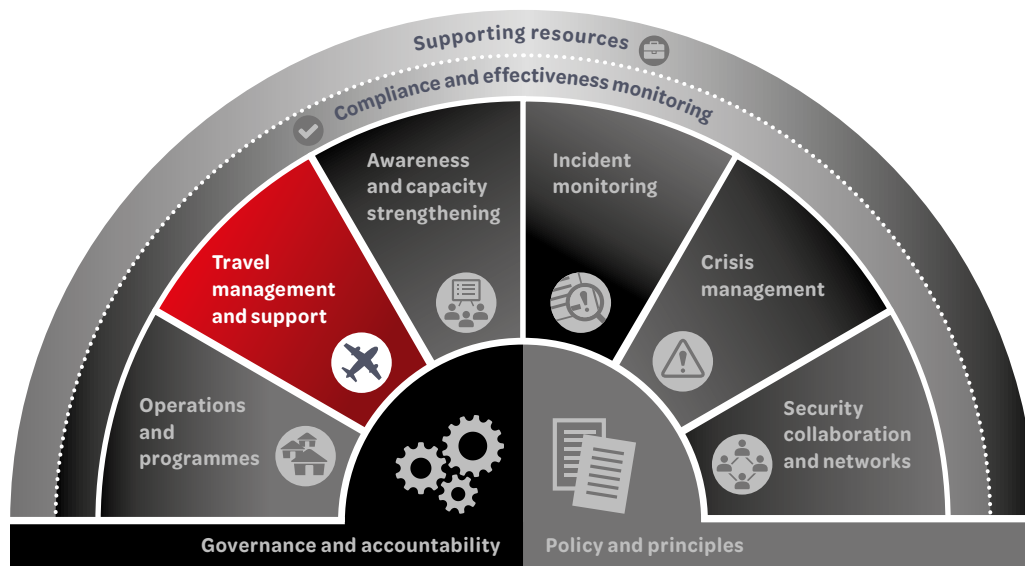 Supporting resources
Compliance and effectiveness monitoring
Awareness
and capacity
strengthening
Incident
monitoring
Travel
management
and support
Crisis
management
Operations
and
programmes
Security
collaboration
and networks
Governance and accountability
Policy and principles